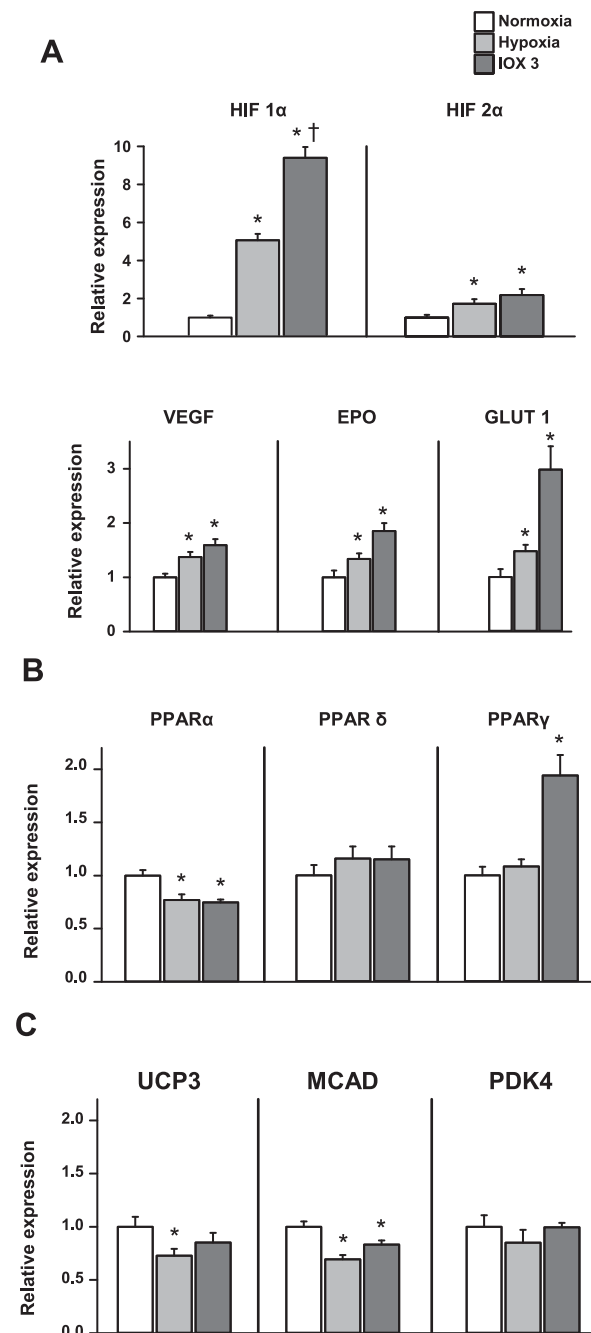 Normoxia
Hypoxia
IOX 3
A
HIF 1α
HIF 2α
* †
*
*
*
Relative expression
10
8
6
4
2
0
VEGF
EPO
GLUT 1
*
*
*
*
*
*
Relative expression
3
2
1
0
B
PPARα
PPAR δ
PPARγ
*
*
*
Relative expression
2.0
1.5
1.0
0.5
0.0
C
UCP3
MCAD
PDK4
*
*
*
Relative expression
2.0
1.5
1.0
0.5
0.0